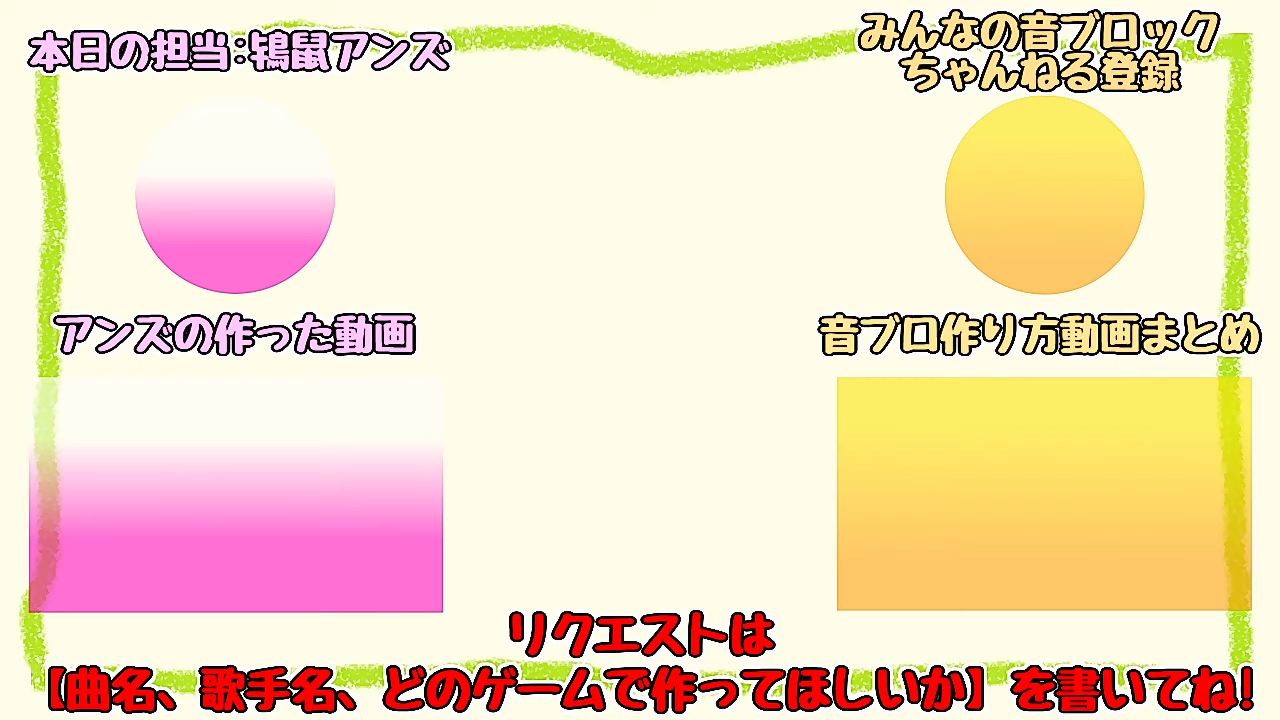 本日の担当:鴇鼠アンズ
みんなの音ブロック
ちゃんねる登録
アンズの作った動画
音ブロ作り方動画まとめ
リクエストは
【曲名、歌手名、どのゲームで作ってほしいか】を書いてね!